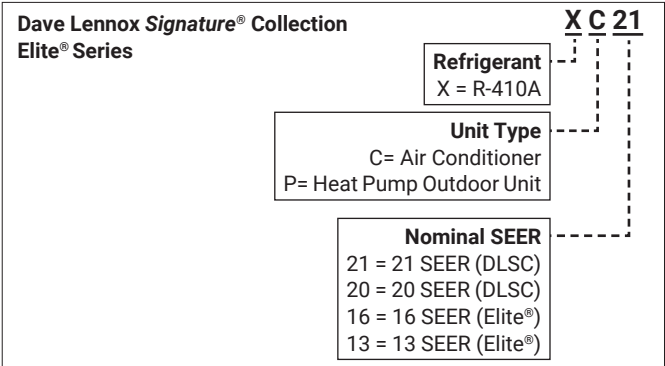 Dave Lennox Signature® Collection
Elite® Series
X C 21
Refrigerant
X = R-410A
Unit Type
C= Air Conditioner
P= Heat Pump Outdoor Unit
Nominal SEER
21 = 21 SEER (DLSC)
20 = 20 SEER (DLSC)
16 = 16 SEER (Elite®)
13 = 13 SEER (Elite®)